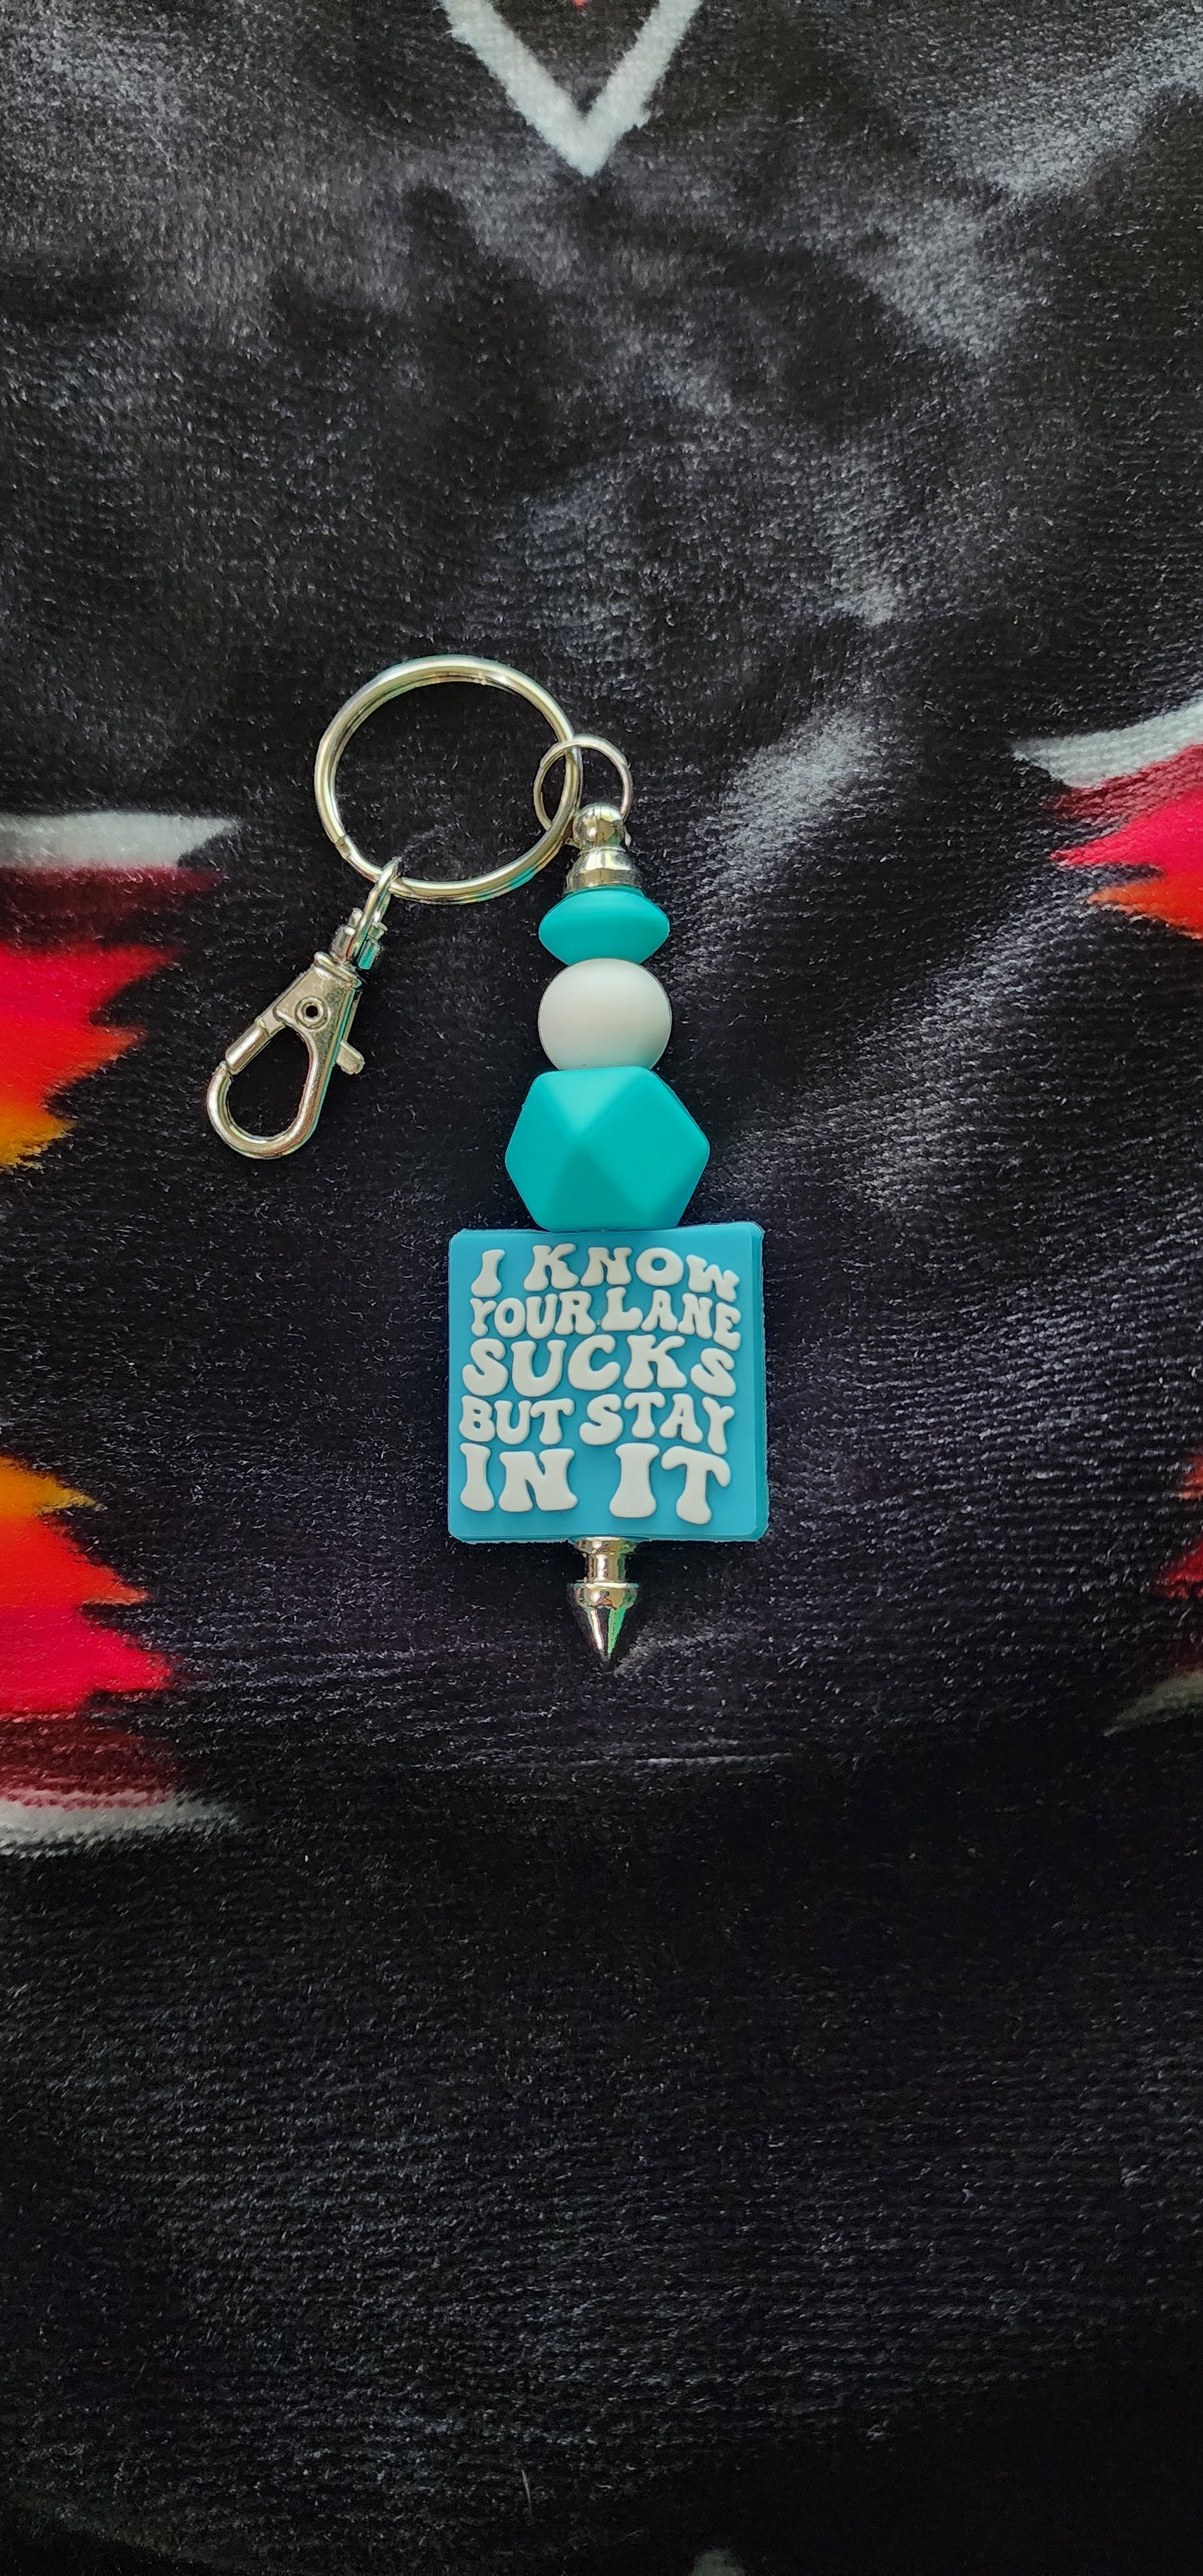 I KNOW
YOUR LANE
SUCKS
BUT STAY
IN IT